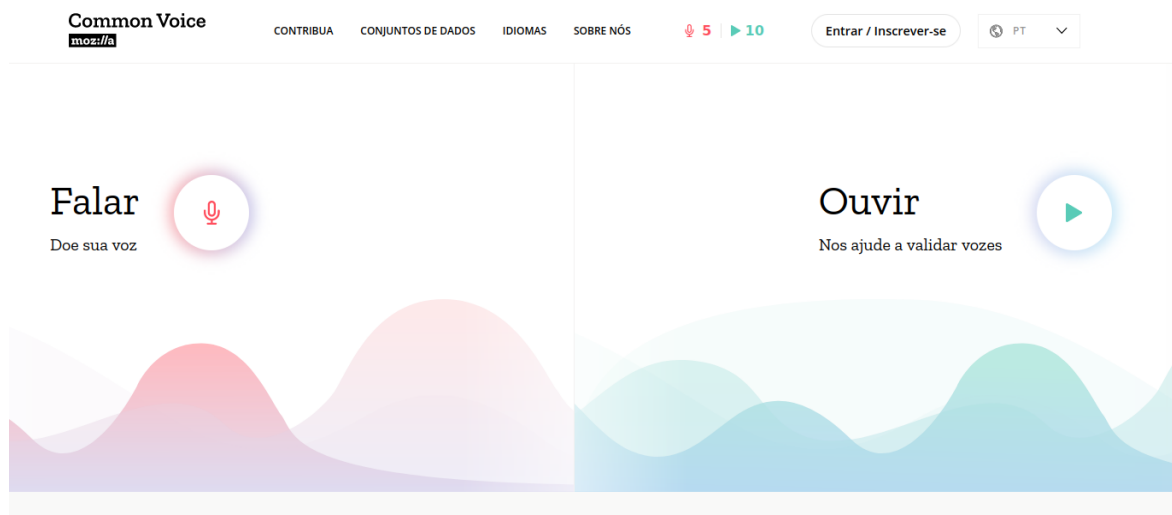 Common Voice
moz://a
CONTRIBUA CONJUNTOS DE DADOS IDIOMAS SOBRE NÓS 5 10 Entrar / Inscrever-se PT
Falar
Doe sua voz
Ouvir
Nos ajude a validar vozes